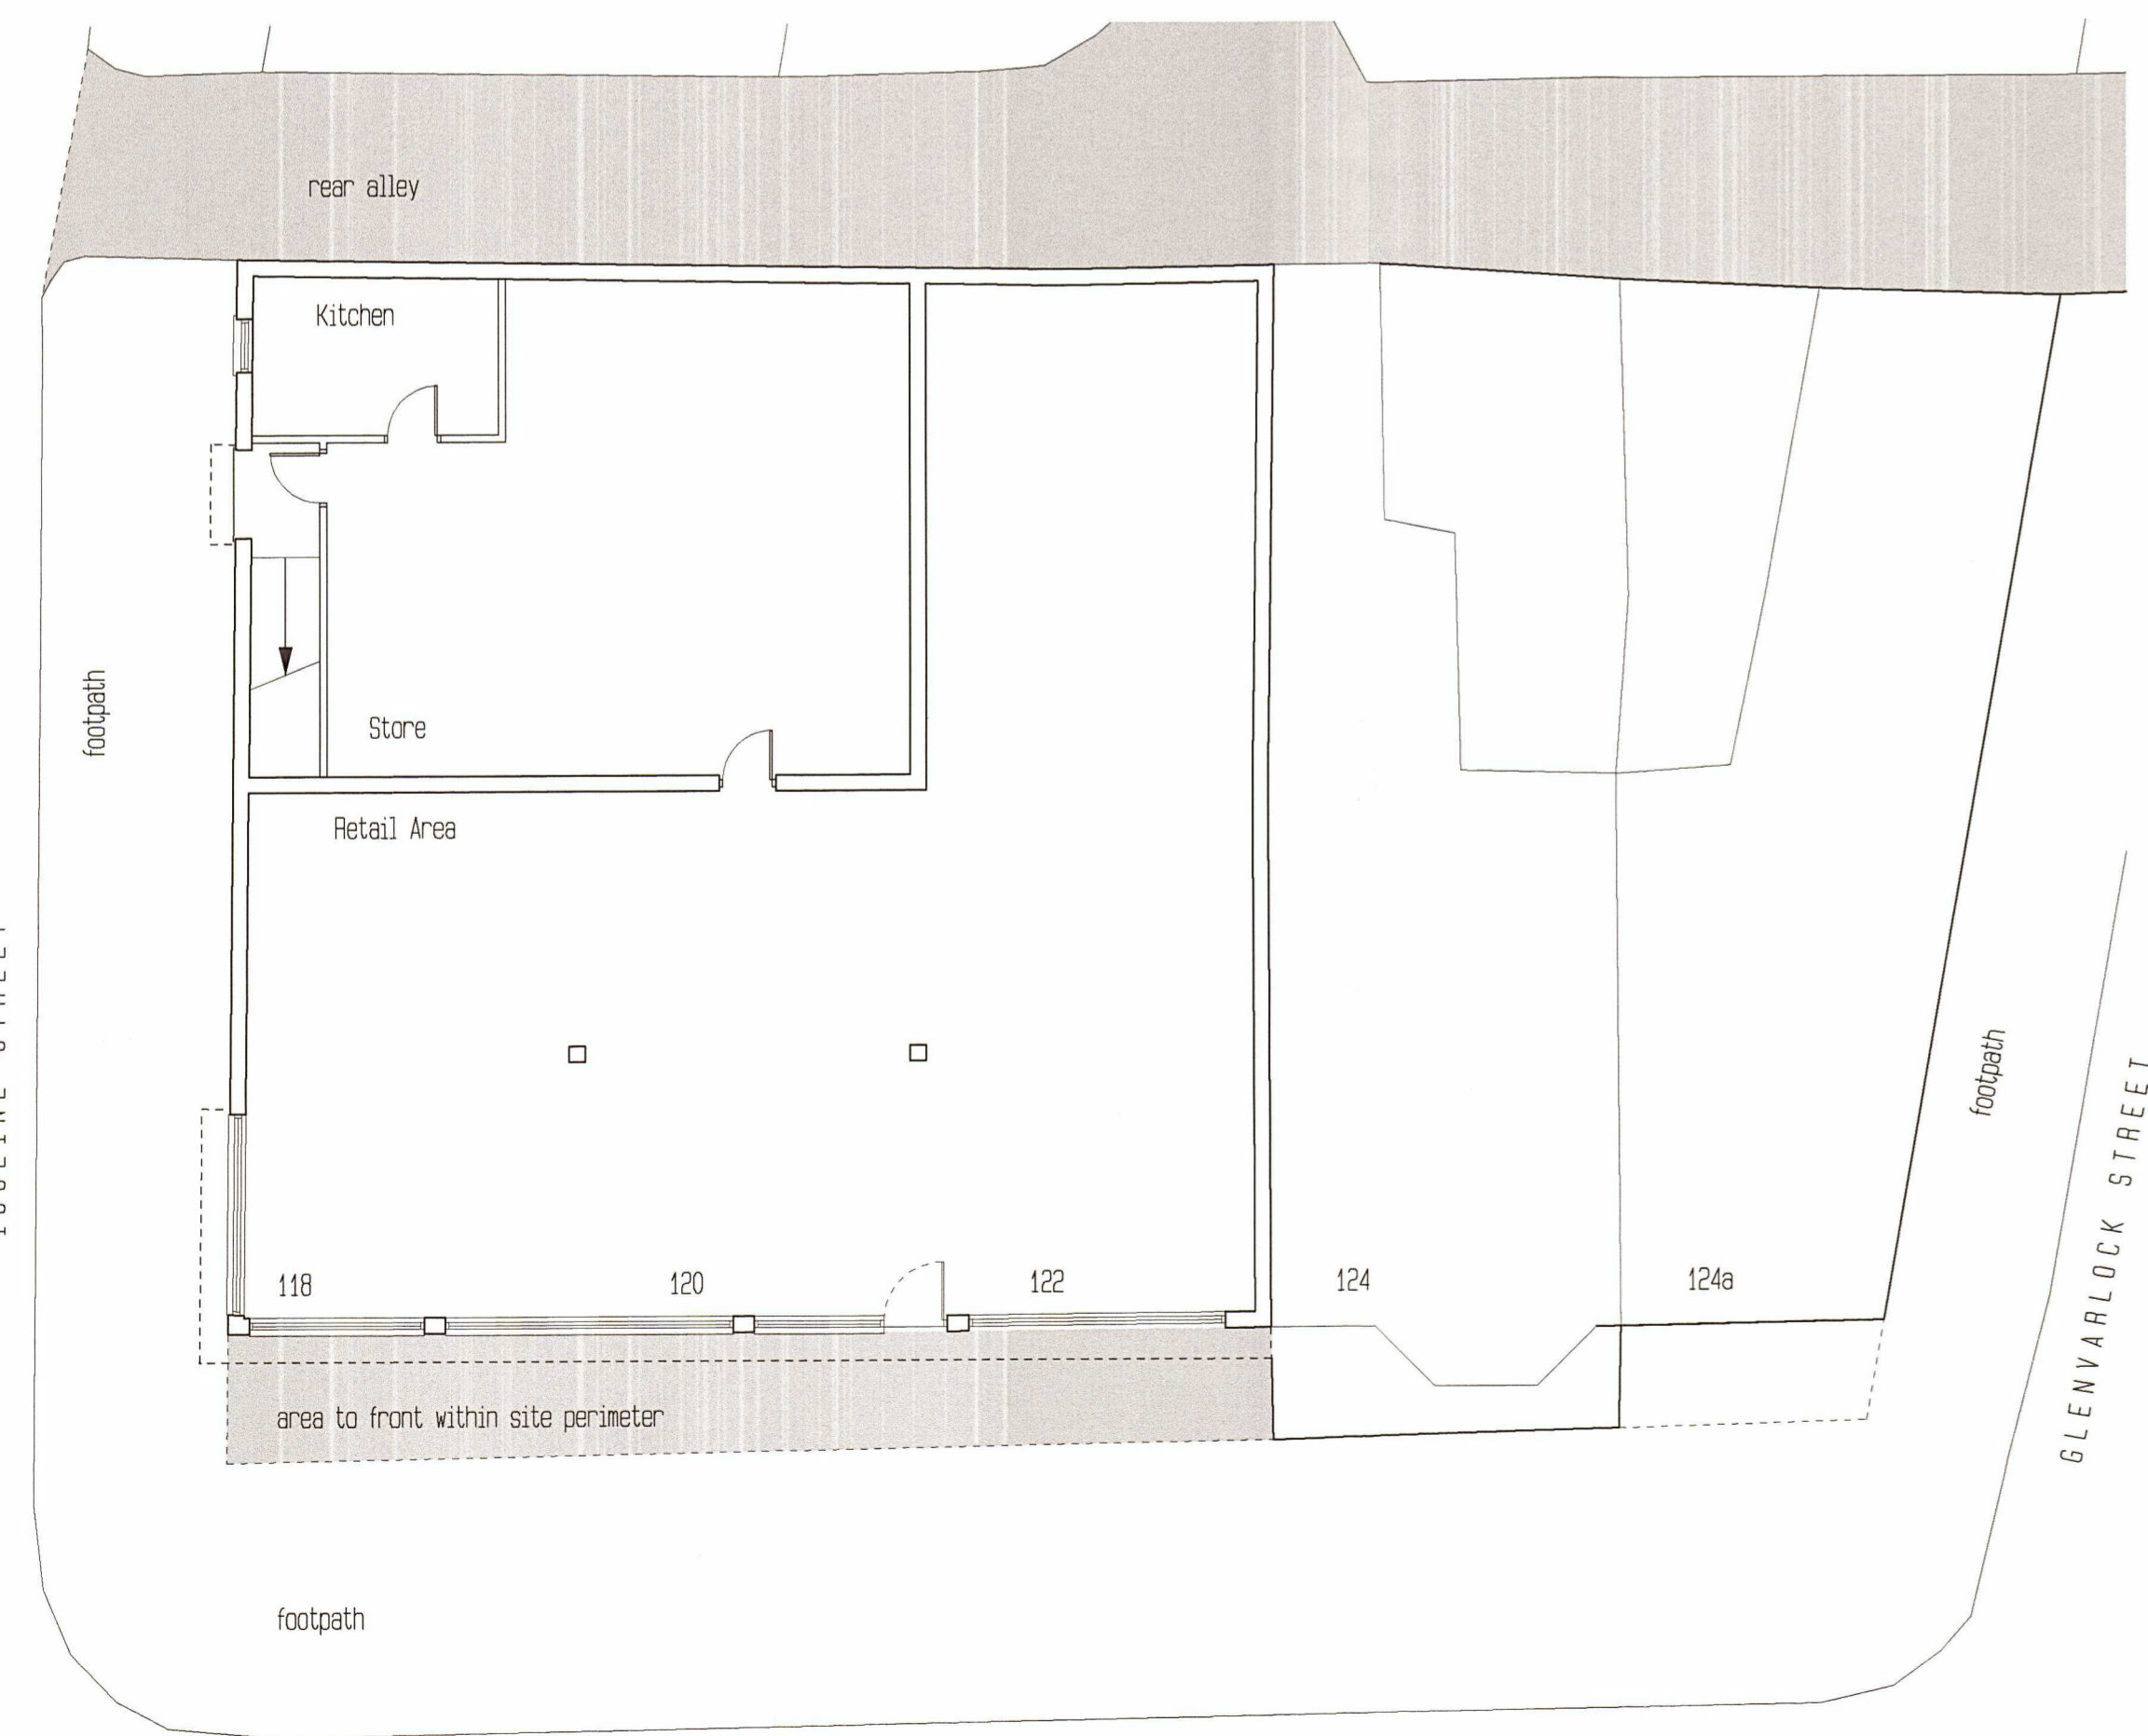 rear alley
Kitchen
footpath
Store
Retail Area
footpath
118
120
122
124
124a
GLENVARLOCK STREET
area to front within site perimeter
footpath